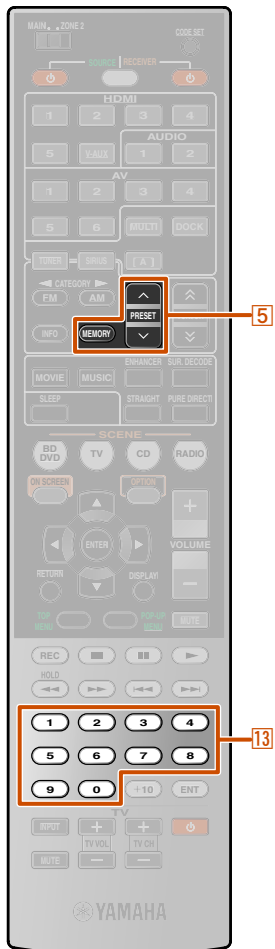 MAIN ZONE 2 CODE SET
SOURCE RECEIVER
HDMI
1 2 3 4
AUDIO
5 V-AUX 1 2
AV
1 2 3 4
5 6 MULTI DOCK
TUNER SIRIUS [ A ]
CATEGORY
FM AM PRESET 5
INFO MEMORY
ENHANCER SUR. DECODE
MOVIE MUSIC
SLEEP STRAIGHT PURE DIRECT
SCENE
BD DVD TV CD RADIO
ON SCREEN OPTION
ENTER VOLUME
RETURN DISPLAY
TOP MENU POP-UP MENU MUTE
REC
HOLD
1 2 3 4 13
5 6 7 8
9 0 +10 ENT
TV
INPUT + +
TV VOL TV CH
MUTE – –
YAMAHA